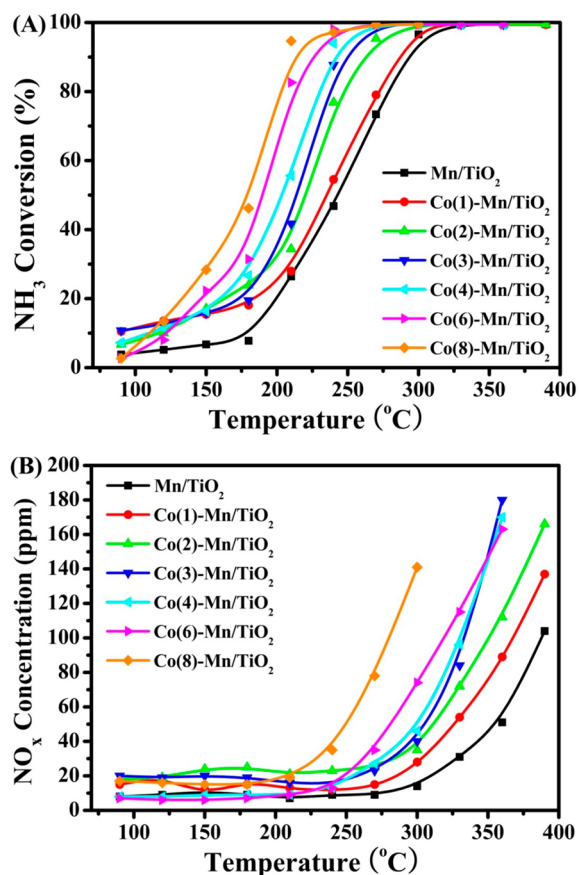 (A)
100
80
60
40
20
0
NH₃ Conversion (%)
Mn/TiO₂
Co(1)-Mn/TiO₂
Co(2)-Mn/TiO₂
Co(3)-Mn/TiO₂
Co(4)-Mn/TiO₂
Co(6)-Mn/TiO₂
Co(8)-Mn/TiO₂
100 150 200 250 300 350 400
Temperature (°C)
(B)
200
180
160
140
120
100
80
60
40
20
0
NOₓ Concentration (ppm)
Mn/TiO₂
Co(1)-Mn/TiO₂
Co(2)-Mn/TiO₂
Co(3)-Mn/TiO₂
Co(4)-Mn/TiO₂
Co(6)-Mn/TiO₂
Co(8)-Mn/TiO₂
100 150 200 250 300 350 400
Temperature (°C)